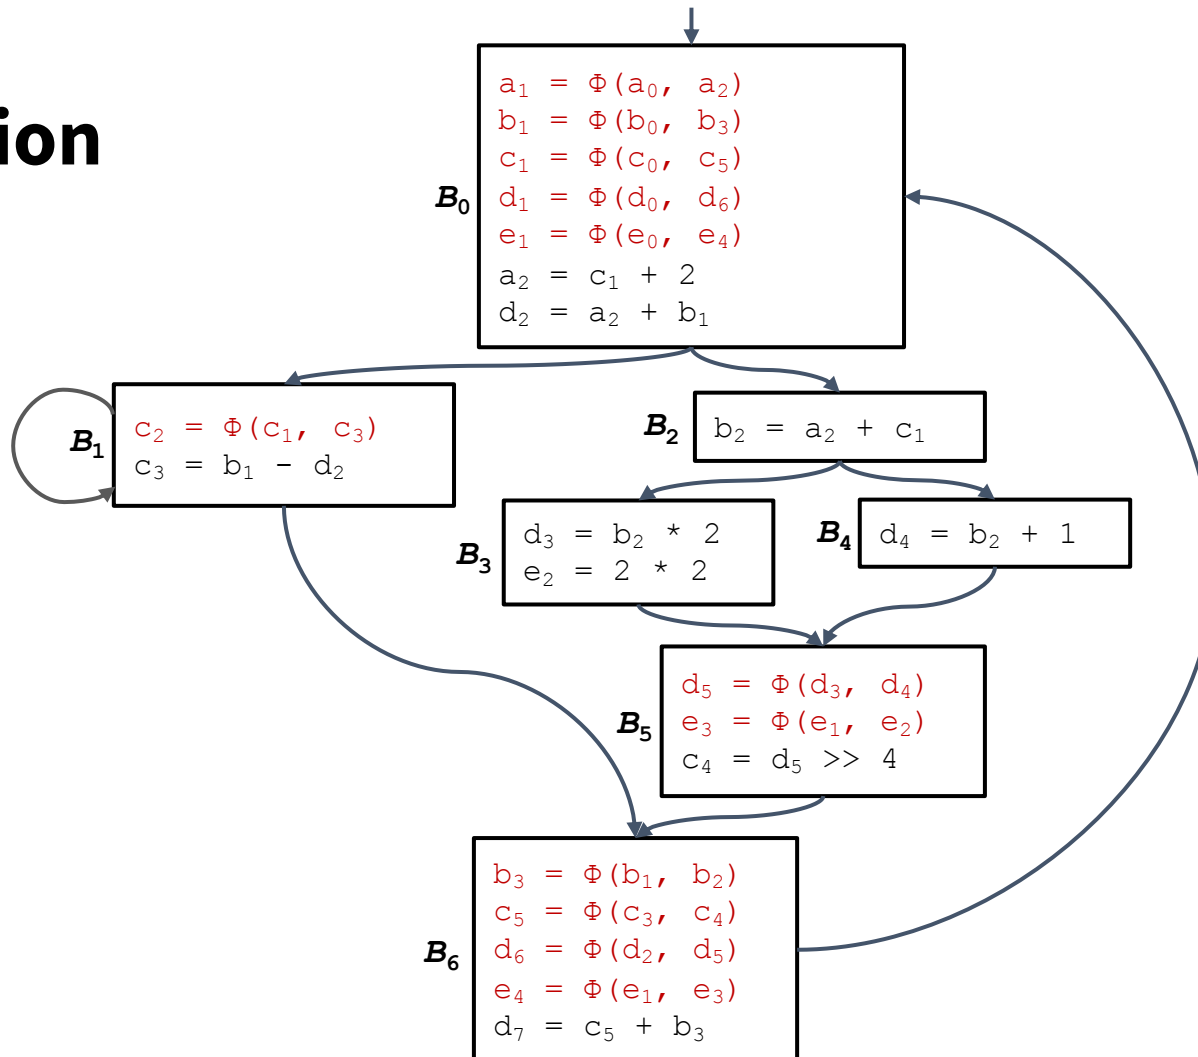 ion
B₀
a₁ = Φ(a₀, a₂)
b₁ = Φ(b₀, b₃)
c₁ = Φ(c₀, c₅)
d₁ = Φ(d₀, d₆)
e₁ = Φ(e₀, e₄)
a₂ = c₁ + 2
d₂ = a₂ + b₁
B₁
c₂ = Φ(c₁, c₃)
c₃ = b₁ - d₂
B₂
b₂ = a₂ + c₁
B₃
d₃ = b₂ * 2
e₂ = 2 * 2
B₄
d₄ = b₂ + 1
B₅
d₅ = Φ(d₃, d₄)
e₃ = Φ(e₁, e₂)
c₄ = d₅ >> 4
B₆
b₃ = Φ(b₁, b₂)
c₅ = Φ(c₃, c₄)
d₆ = Φ(d₂, d₅)
e₄ = Φ(e₁, e₃)
d₇ = c₅ + b₃